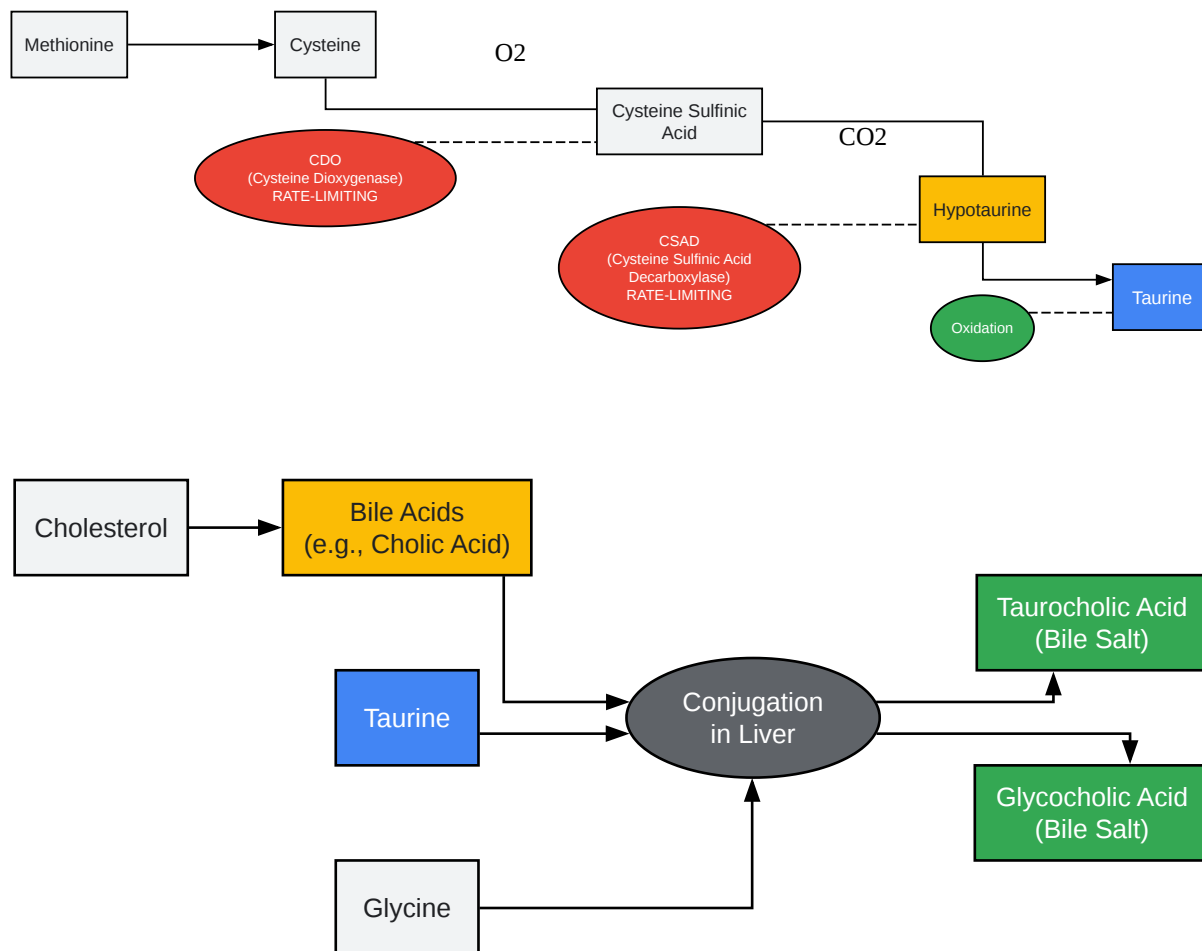 Methionine
Cysteine
O2
Cysteine Sulfinic
Acid
CO2
CDO
(Cysteine Dioxygenase)
RATE-LIMITING
Hypotaurine
CSAD
(Cysteine Sulfinic Acid
Decarboxylase)
RATE-LIMITING
Taurine
Oxidation
Cholesterol
Bile Acids
(e.g., Cholic Acid)
Taurocholic Acid
(Bile Salt)
Taurine
Conjugation
in Liver
Glycocholic Acid
(Bile Salt)
Glycine